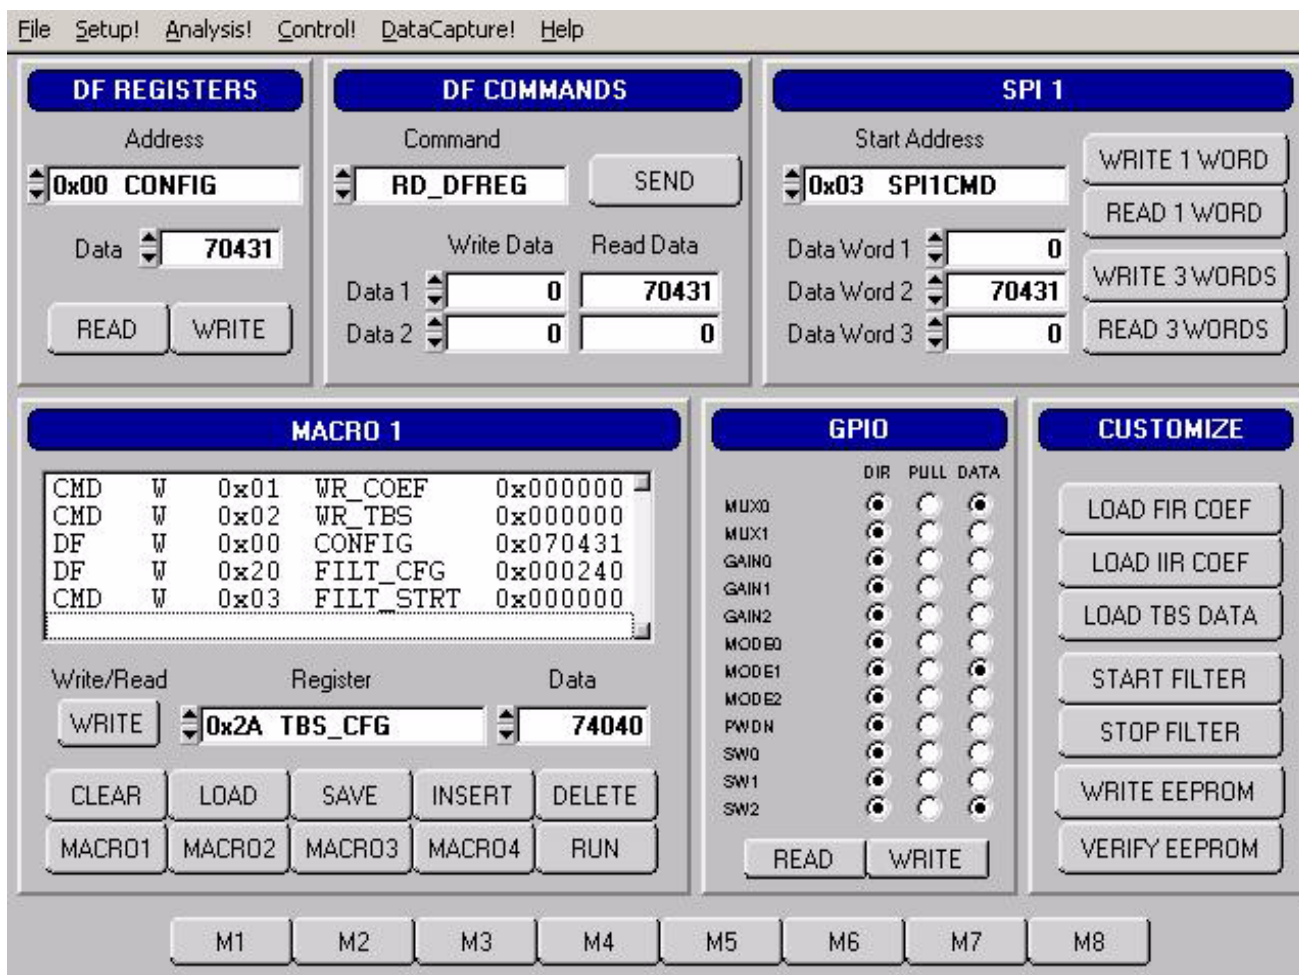 File Setup! Analysis! Control! DataCapture! Help
DF REGISTERS
Address
0x00 CONFIG
Data 70431
READ WRITE
DF COMMANDS
Command
RD_DFREG SEND
Write Data Read Data
Data 1 0 70431
Data 2 0 0
SPI 1
Start Address
0x03 SPI1CMD
Data Word 1 0
Data Word 2 70431
Data Word 3 0
WRITE 1 WORD
READ 1 WORD
WRITE 3 WORDS
READ 3 WORDS
MACRO 1
CMD W 0x01 WR_COEF 0x000000
CMD W 0x02 WR_TBS 0x000000
DF W 0x00 CONFIG 0x070431
DF W 0x20 FILT_CFG 0x000240
CMD W 0x03 FILT_STRT 0x000000
Write/Read Register Data
WRITE 0x2A TBS_CFG 74040
CLEAR LOAD SAVE INSERT DELETE
MACRO1 MACRO2 MACRO3 MACRO4 RUN
GPIO
DIR PULL DATA
MUX0
MUX1
GAIN0
GAIN1
GAIN2
MODE0
MODE1
MODE2
PWDN
SW0
SW1
SW2
READ WRITE
CUSTOMIZE
LOAD FIR COEF
LOAD IIR COEF
LOAD TBS DATA
START FILTER
STOP FILTER
WRITE EEPROM
VERIFY EEPROM
M1 M2 M3 M4 M5 M6 M7 M8